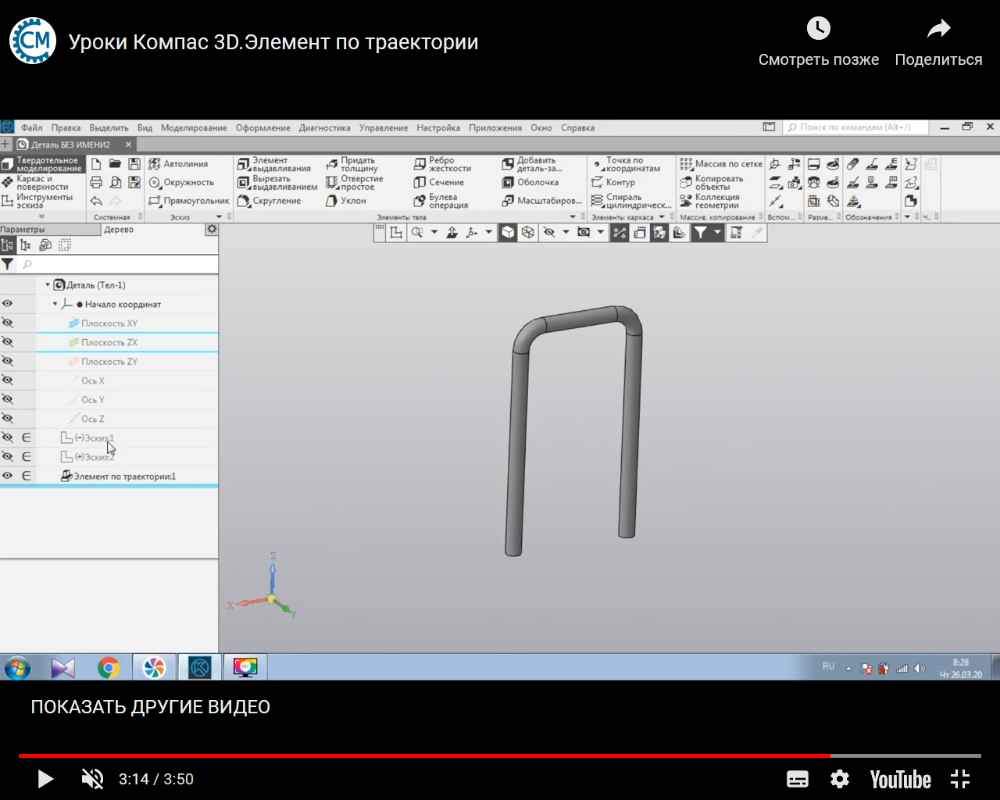 СМ
Уроки Компас 3D.Элемент по траектории
Смотреть позже
Поделиться
Файл Правка Выделить Вид Моделирование Оформление Диагностика Управление Настройка Приложения Окно Справка
Поиск по командам (Alt+/)
Деталь БЕЗ ИМЕНИ2
Твердотельное моделирование
Каркас и поверхности
Инструменты эскиза
Системная
Автолиния
Окружность
Прямоугольник
Эскиз
Элемент выдавливания
Вырезать выдавливанием
Скругление
Придать толщину
Отверстие простое
Уклон
Ребро жесткости
Сечение
Булева операция
Добавить деталь-за...
Оболочка
Масштабиров...
Элементы тела
Точка по координатам
Контур
Спираль цилиндрическ...
Элементы каркаса
Массив по сетке
Копировать объекты
Коллекция геометрии
Массив, копирование
Вспом...
Разме...
Обозначения
Ч...
Параметры
Дерево
Деталь (Тел-1)
Начало координат
Плоскость XY
Плоскость ZX
Плоскость ZY
Ось X
Ось Y
Ось Z
(-)Эскиз:1
(+)Эскиз:2
Элемент по траектории:1
Z
X
Y
RU
8:28
Чт 26.03.20
ПОКАЗАТЬ ДРУГИЕ ВИДЕО
3:14 / 3:50
YouTube